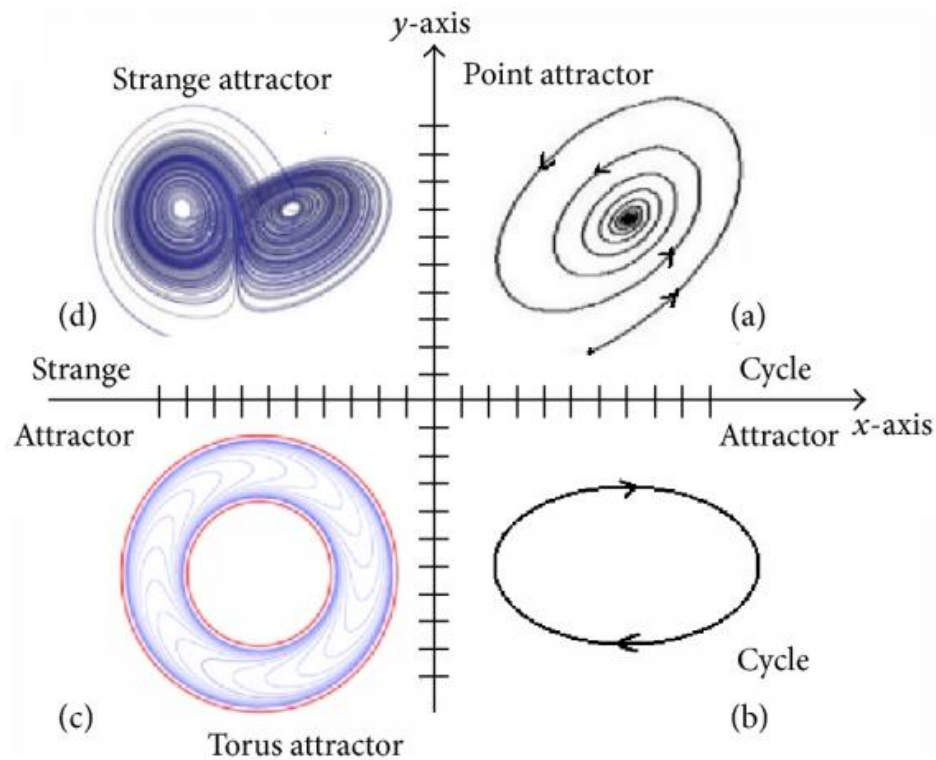 y-axis
Strange attractor
Point attractor
(d)
(a)
Strange
Cycle
Attractor
Attractor
x-axis
Cycle
(c)
(b)
Torus attractor